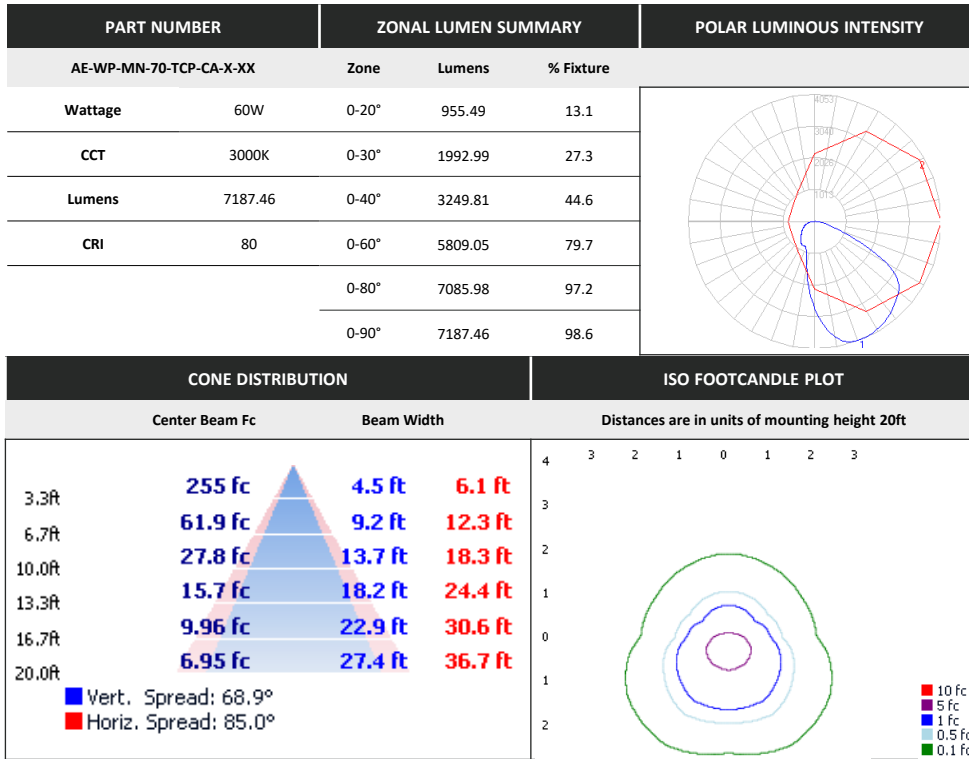 PART NUMBER
ZONAL LUMEN SUMMARY
POLAR LUMINOUS INTENSITY
AE-WP-MN-70-TCP-CA-X-XX
Zone Lumens % Fixture
Wattage 60W
0-20° 955.49 13.1
CCT 3000K
0-30° 1992.99 27.3
Lumens 7187.46
0-40° 3249.81 44.6
CRI 80
0-60° 5809.05 79.7
0-80° 7085.98 97.2
0-90° 7187.46 98.6
4053
3040
2026
1013
2
1
CONE DISTRIBUTION
Center Beam Fc Beam Width
3.3ft 255 fc 4.5 ft 6.1 ft
6.7ft 61.9 fc 9.2 ft 12.3 ft
10.0ft 27.8 fc 13.7 ft 18.3 ft
13.3ft 15.7 fc 18.2 ft 24.4 ft
16.7ft 9.96 fc 22.9 ft 30.6 ft
20.0ft 6.95 fc 27.4 ft 36.7 ft
Vert. Spread: 68.9°
Horiz. Spread: 85.0°
ISO FOOTCANDLE PLOT
Distances are in units of mounting height 20ft
3 2 1 0 1 2 3
4
3
2
1
0
1
2
10 fc
5 fc
1 fc
0.5 fc
0.1 fc